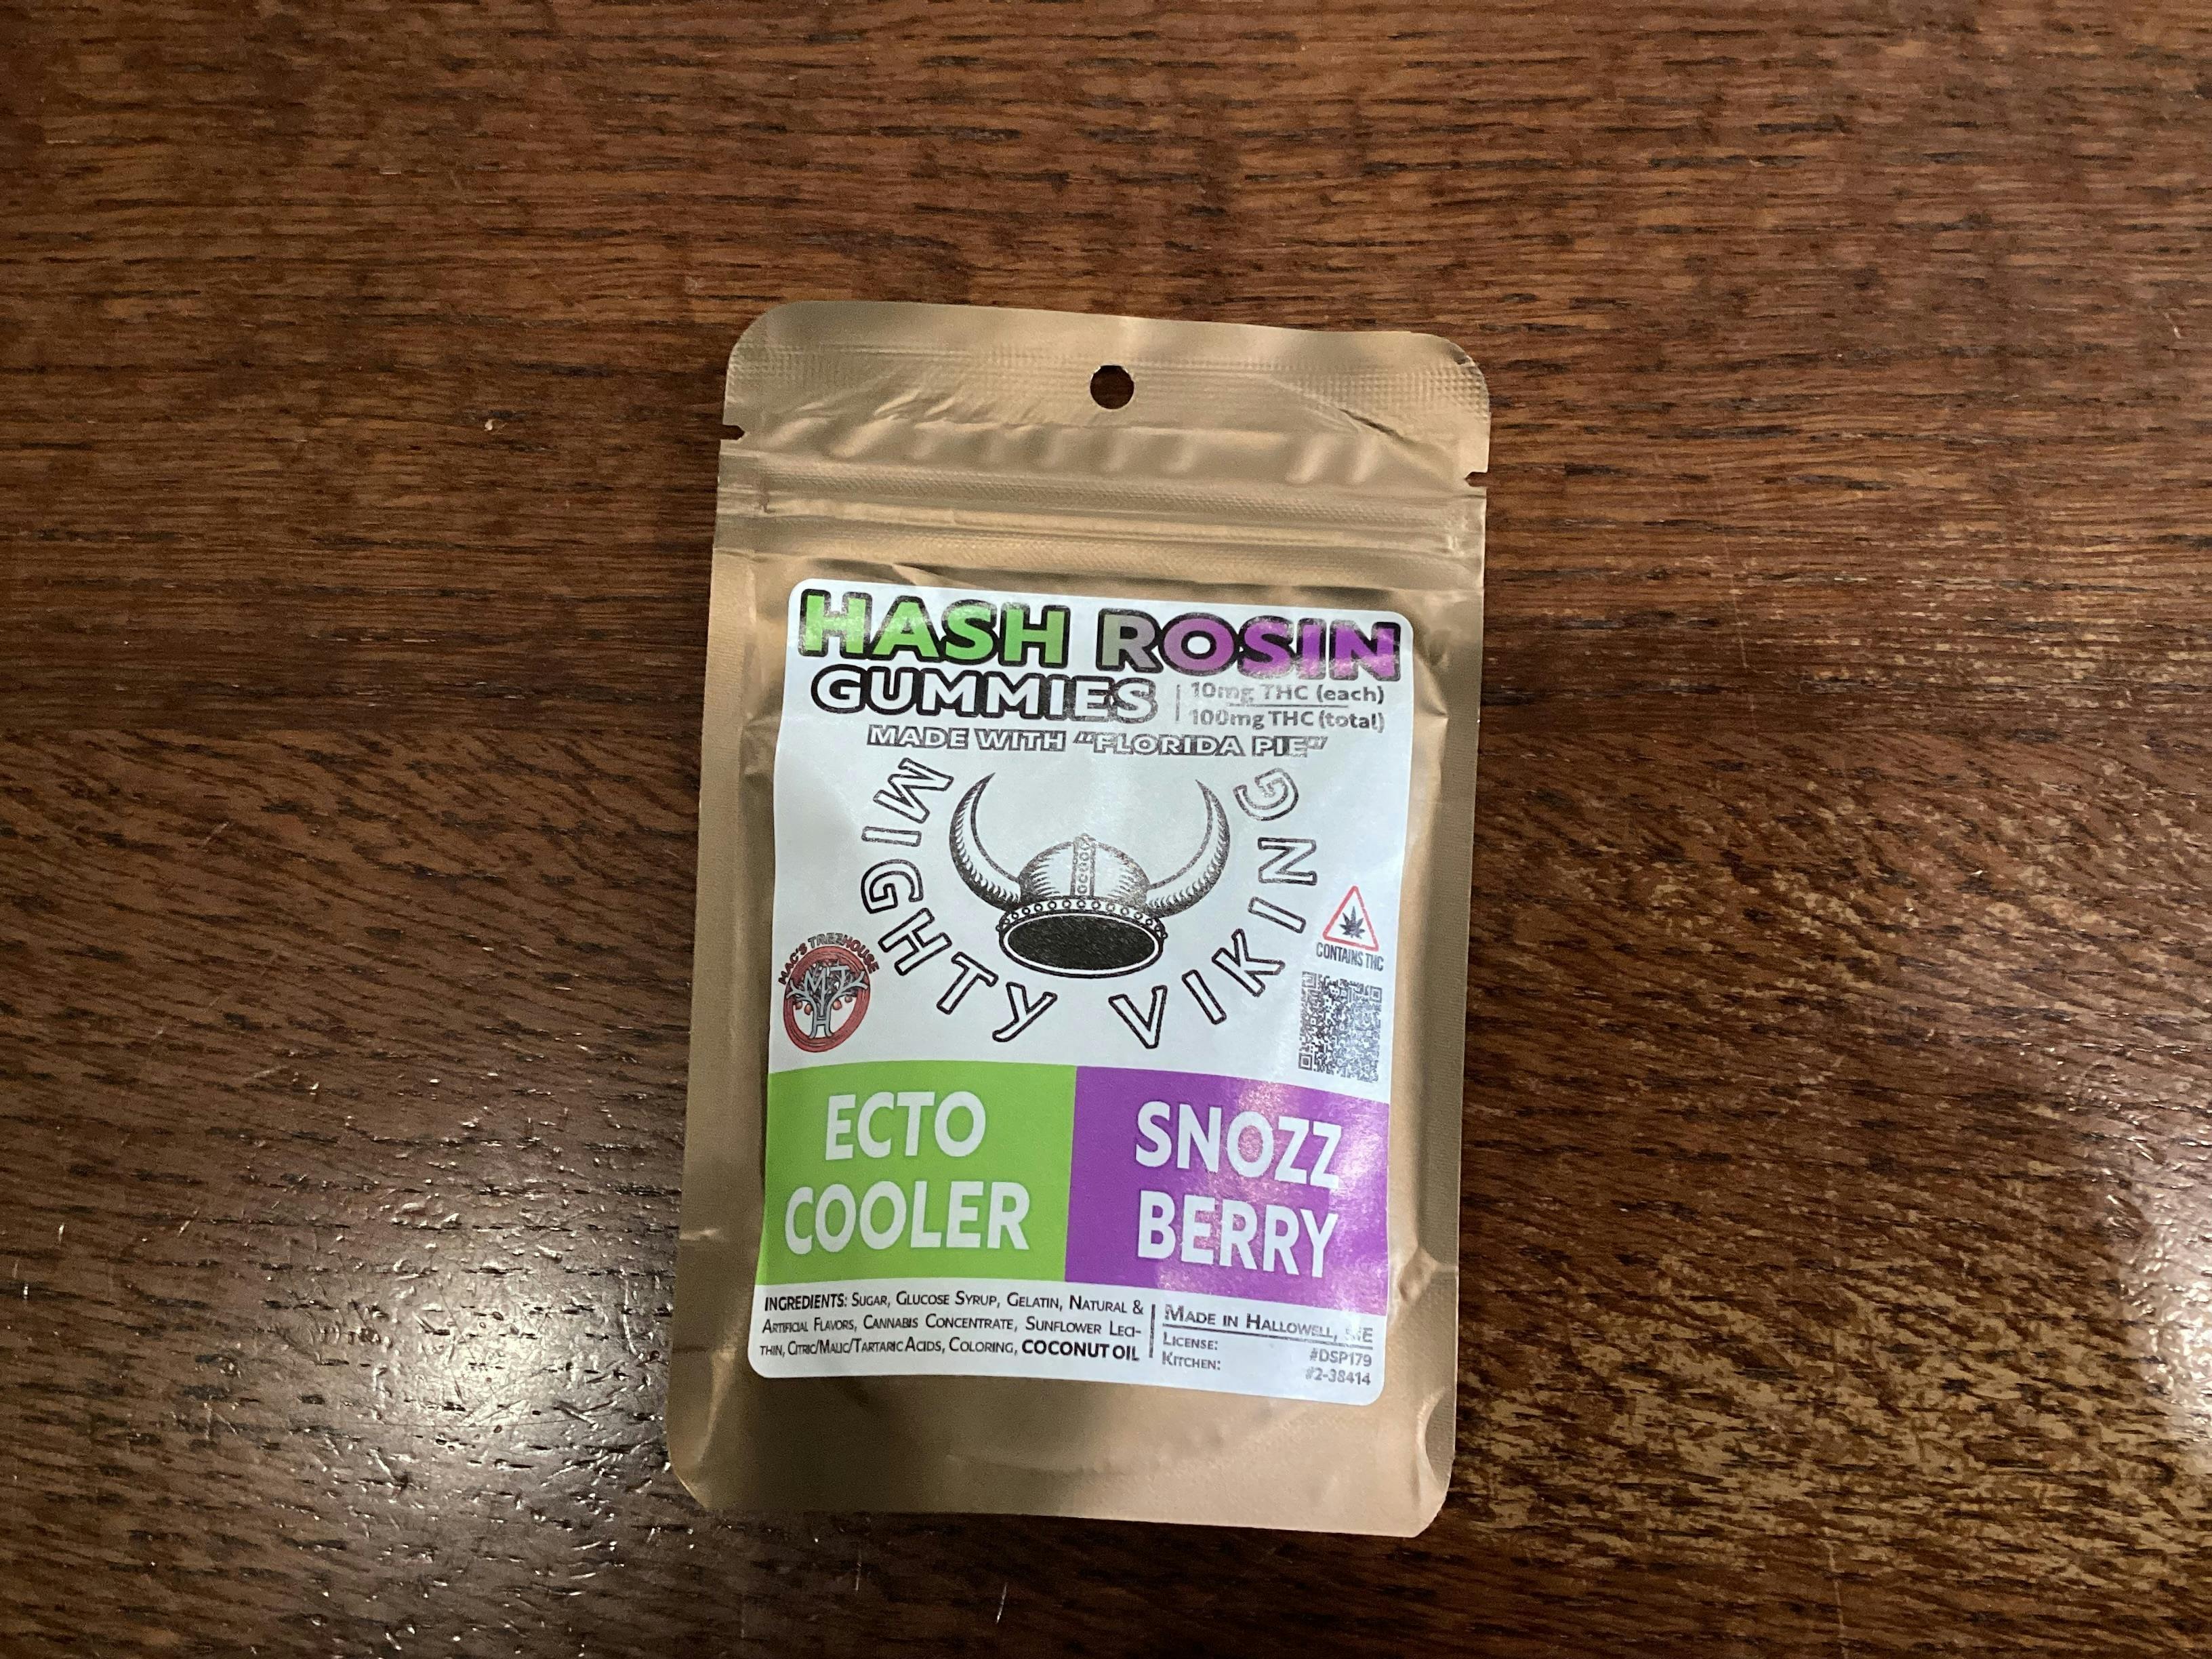 HASH ROSIN
GUMMIES
10mg THC (each)
100mg THC (total)
MADE WITH "FLORIDA PIE"
MIGHTY VIKING
MAC'S TREEHOUSE
MTH
CONTAINS THC
ECTO
COOLER
SNOZZ
BERRY
INGREDIENTS: SUGAR, GLUCOSE SYRUP, GELATIN, NATURAL &
ARTIFICIAL FLAVORS, CANNABIS CONCENTRATE, SUNFLOWER LECI-
THIN, CITRIC/MALIC/TARTARIC ACIDS, COLORING, COCONUT OIL
MADE IN HALLOWELL, ME
LICENSE: #DSP179
KITCHEN: #2-38414